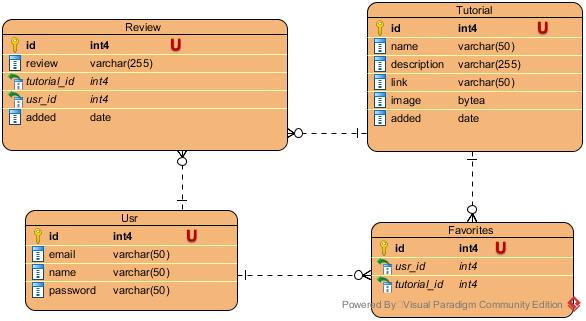 Review
id int4 U
review varchar(255)
tutorial_id int4
usr_id int4
added date
Tutorial
id int4 U
name varchar(50)
description varchar(255)
link varchar(50)
image bytea
added date
Usr
id int4 U
email varchar(50)
name varchar(50)
password varchar(50)
Favorites
id int4 U
usr_id int4
tutorial_id int4
Powered By Visual Paradigm Community Edition